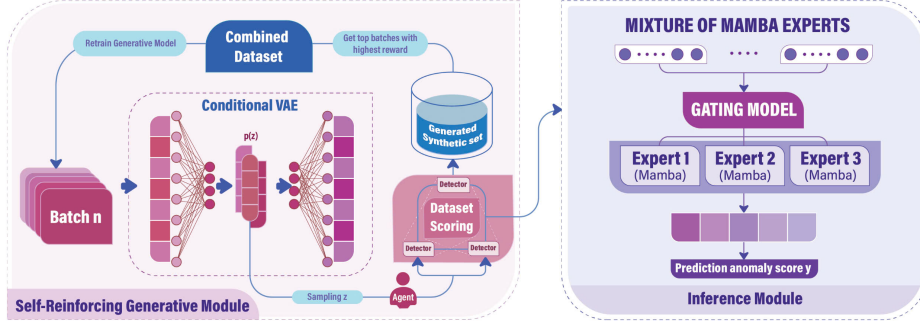 Retrain Generative Model
Combined
Dataset
Get top batches with
highest reward
Conditional VAE
p(z)
Batch n
Generated
Synthetic set
Detector
Dataset
Scoring
Detector
Detector
Sampling z
Agent
Self-Reinforcing Generative Module
MIXTURE OF MAMBA EXPERTS
GATING MODEL
Expert 1
(Mamba)
Expert 2
(Mamba)
Expert 3
(Mamba)
Prediction anomaly score y
Inference Module